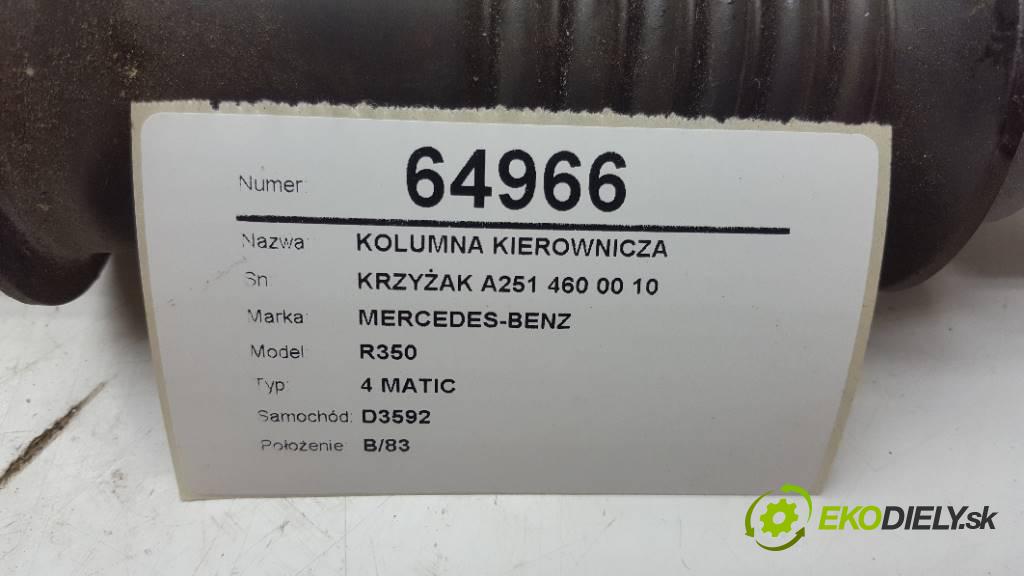 Numer: 64966
Nazwa: KOLUMNA KIEROWNICZA
Sn: KRZYŻAK A251 460 00 10
Marka: MERCEDES-BENZ
Model: R350
Typ: 4 MATIC
Samochód: D3592
Położenie: B/83
EKODIELY.sk